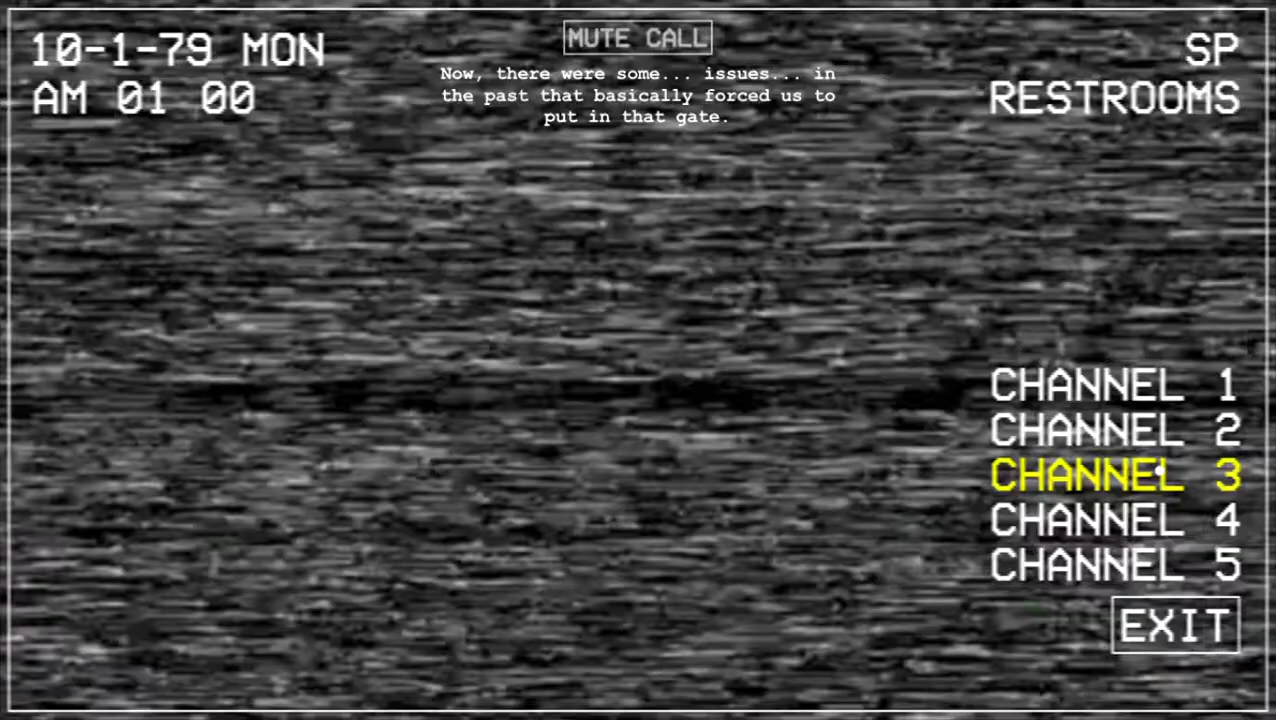 10-1-79 MON
AM 01 00
MUTE CALL
Now, there were some... issues... in
the past that basically forced us to
put in that gate.
SP
RESTROOMS
CHANNEL 1
CHANNEL 2
CHANNEL 3
CHANNEL 4
CHANNEL 5
EXIT